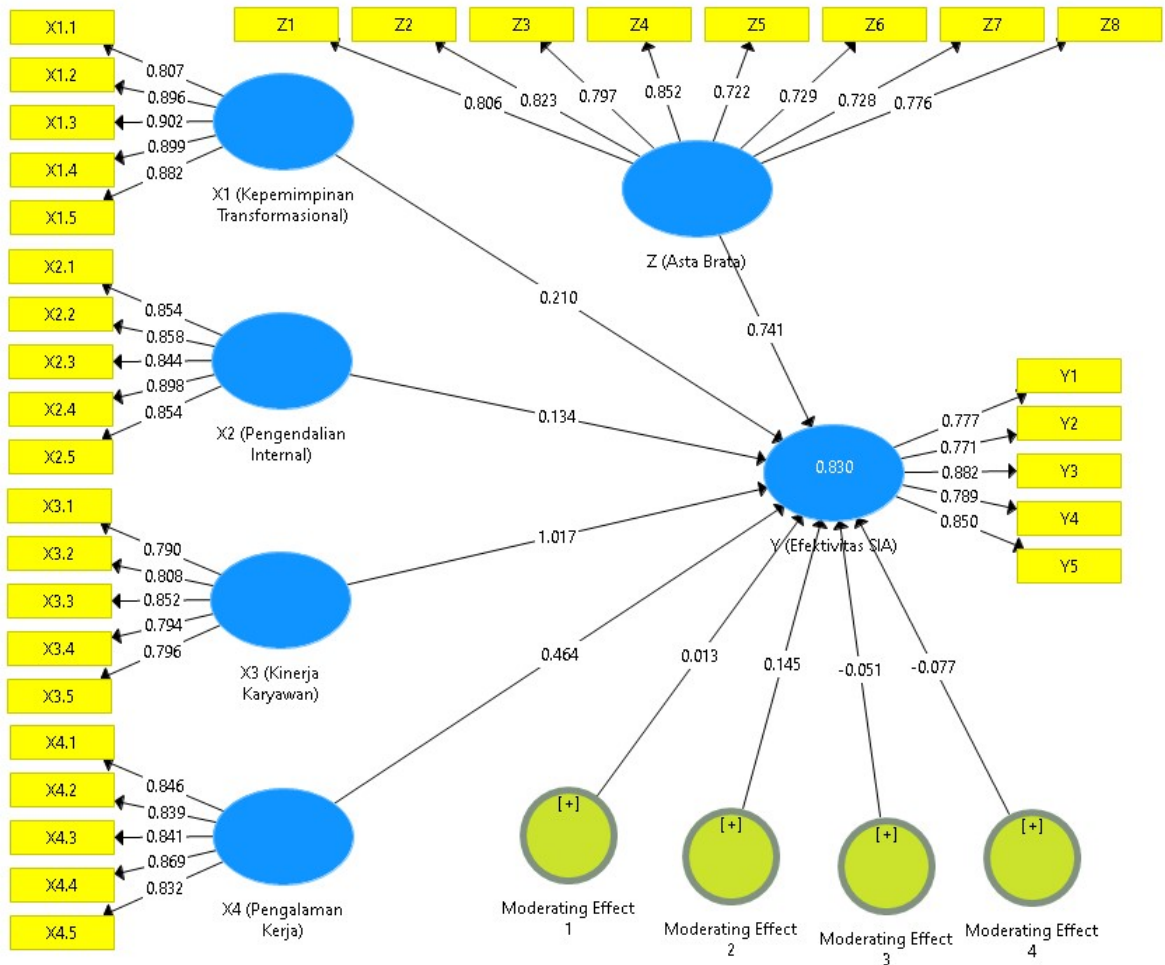 X1.1
X1.2
X1.3
X1.4
X1.5
0.807
0.896
0.902
0.899
0.882
X1 (Kepemimpinan
Transformasional)
Z1
Z2
Z3
Z4
Z5
Z6
Z7
Z8
0.806
0.823
0.797
0.852
0.722
0.729
0.728
0.776
Z (Asta Brata)
X2.1
X2.2
X2.3
X2.4
X2.5
0.854
0.858
0.844
0.898
0.854
X2 (Pengendalian
Internal)
X3.1
X3.2
X3.3
X3.4
X3.5
0.790
0.808
0.852
0.794
0.796
X3 (Kinerja
Karyawan)
X4.1
X4.2
X4.3
X4.4
X4.5
0.846
0.839
0.841
0.869
0.832
X4 (Pengalaman
Kerja)
0.210
0.741
0.134
1.017
0.464
0.830
Y (Efektivitas SIA)
0.777
0.771
0.882
0.789
0.850
Y1
Y2
Y3
Y4
Y5
0.013
0.145
-0.051
-0.077
[+]
Moderating Effect
1
[+]
Moderating Effect
2
[+]
Moderating Effect
3
[+]
Moderating Effect
4